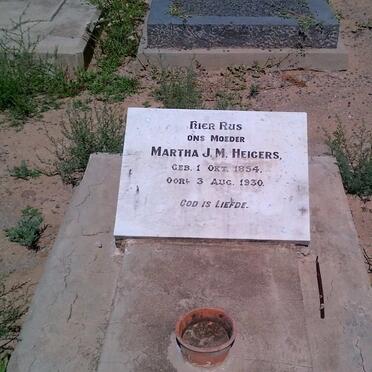 HIER RUS
ONS MOEDER
MARTHA J. M. HEIGERS,
GEB. 1 OKT. 1854.
OORL. 3 AUG. 1930.
GOD IS LIEFDE.